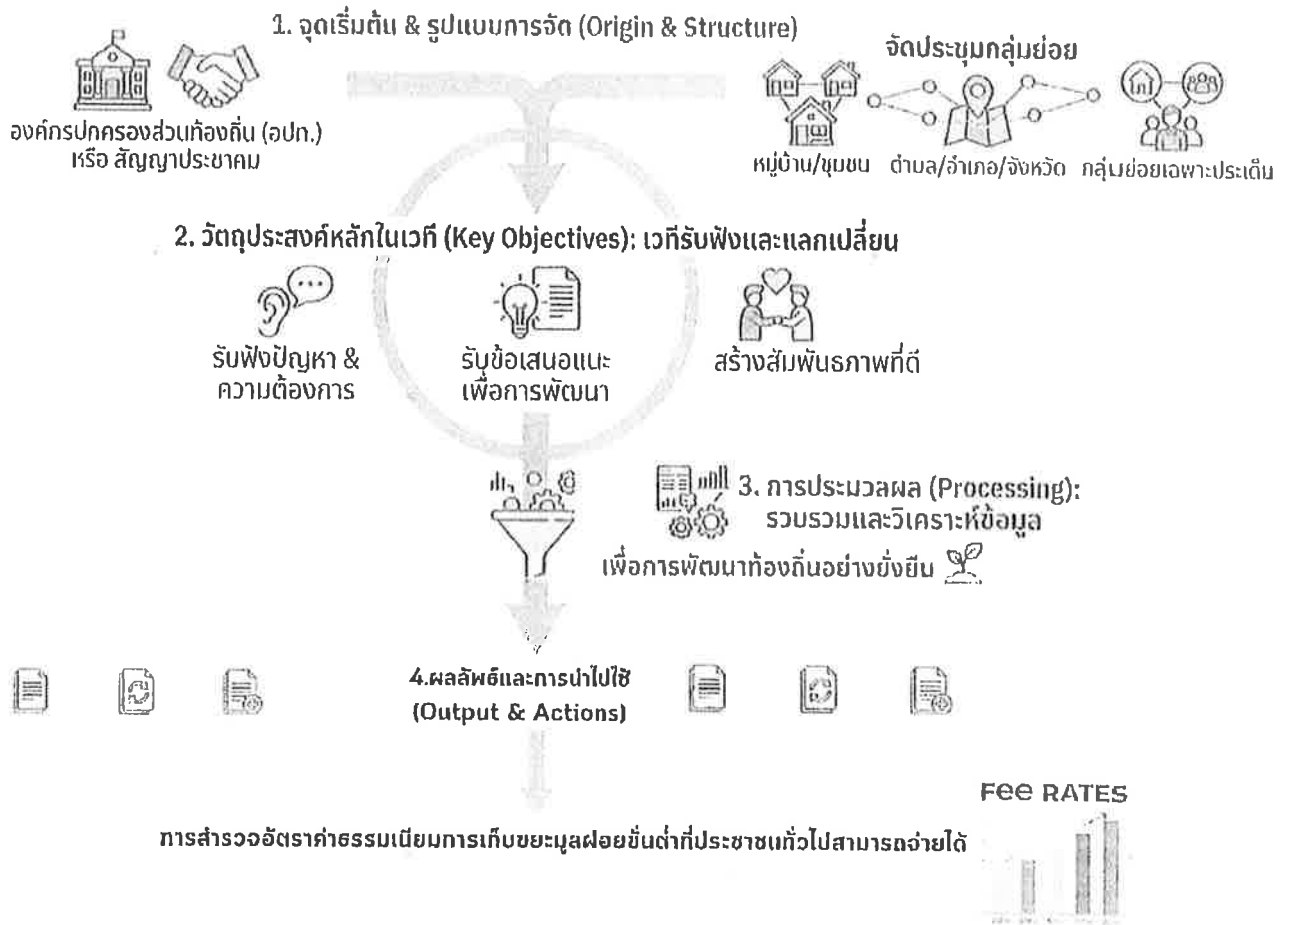 1. จุดเริ่มต้น & รูปแบบการจัด (Origin & Structure)
องค์กรปกครองส่วนท้องถิ่น (อปท.)
หรือ สัญญาประชาคม
จัดประชุมกลุ่มย่อย
หมู่บ้าน/ชุมชน
ตำบล/อำเภอ/จังหวัด
กลุ่มย่อยเฉพาะประเด็น
2. วัตถุประสงค์หลักในเวที (Key Objectives): เวทีรับฟังและแลกเปลี่ยน
รับฟังปัญหา &
ความต้องการ
รับข้อเสนอแนะ
เพื่อการพัฒนา
สร้างสัมพันธภาพที่ดี
3. การประมวลผล (Processing):
รวบรวมและวิเคราะห์ข้อมูล
เพื่อการพัฒนาท้องถิ่นอย่างยั่งยืน
4.ผลลัพธ์และการนำไปใช้
(Output & Actions)
Fee RATES
การสำรวจอัตราค่าธรรมเนียมการเก็บขยะมูลฝอยขั้นต่ำที่ประชาชนทั่วไปสามารถจ่ายได้